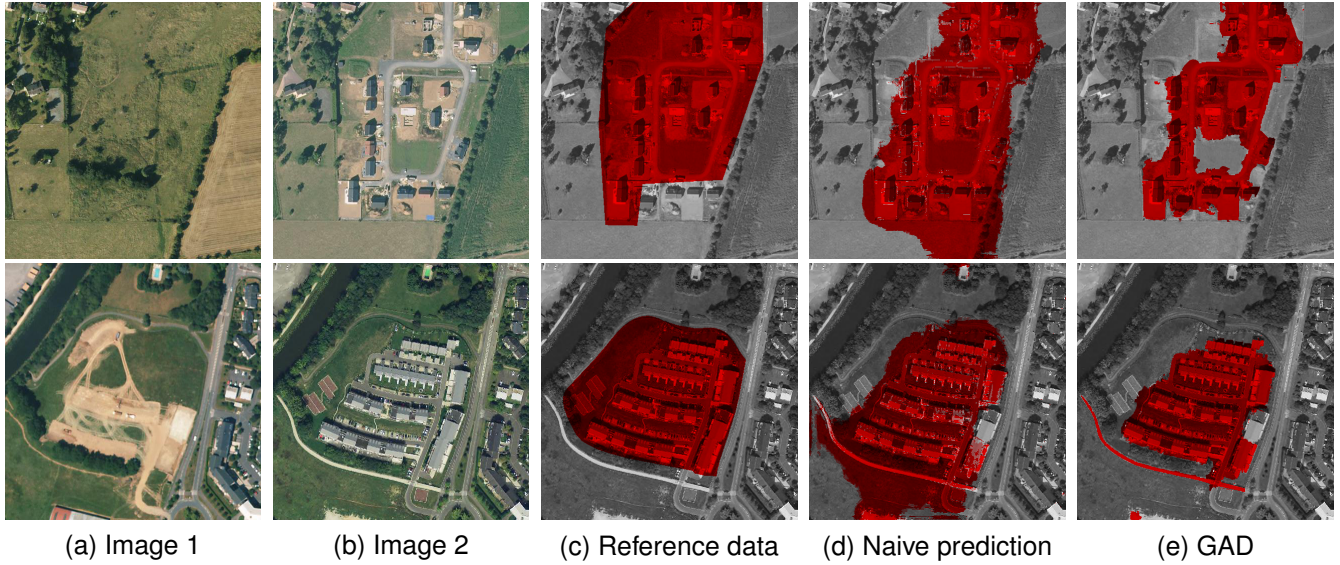 (a) Image 1
(b) Image 2
(c) Reference data
(d) Naive prediction
(e) GAD